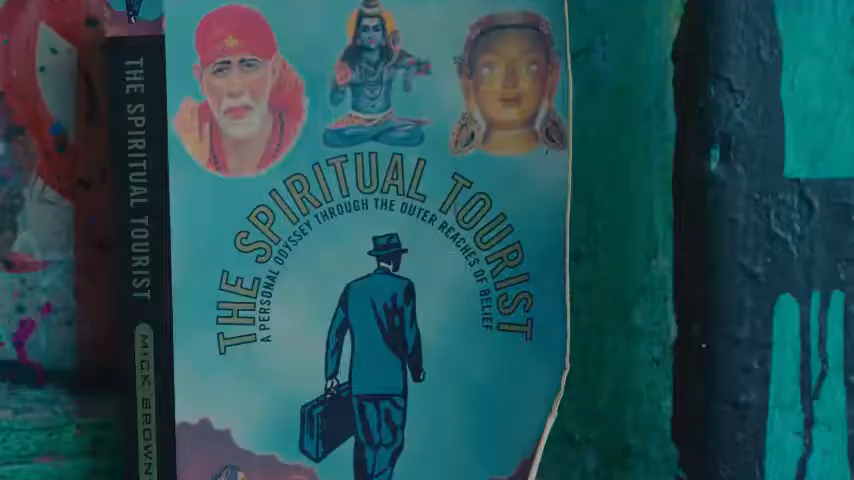 THE SPIRITUAL TOURIST
MICK BROWN
THE SPIRITUAL TOURIST
A PERSONAL ODYSSEY THROUGH THE OUTER REACHES OF BELIEF